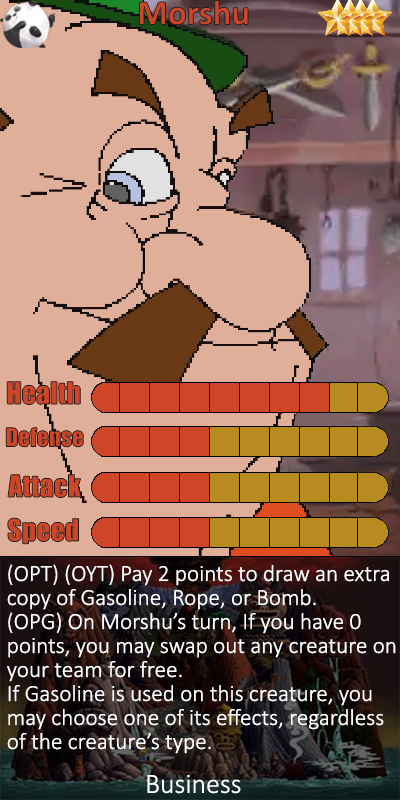 Morshu
Health
Defense
Attack
Speed
(OPT) (OYT) Pay 2 points to draw an extra
copy of Gasoline, Rope, or Bomb.
(OPG) On Morshu's turn, If you have 0
points, you may swap out any creature on
your team for free.
If Gasoline is used on this creature, you
may choose one of its effects, regardless
of the creature's type.
Business